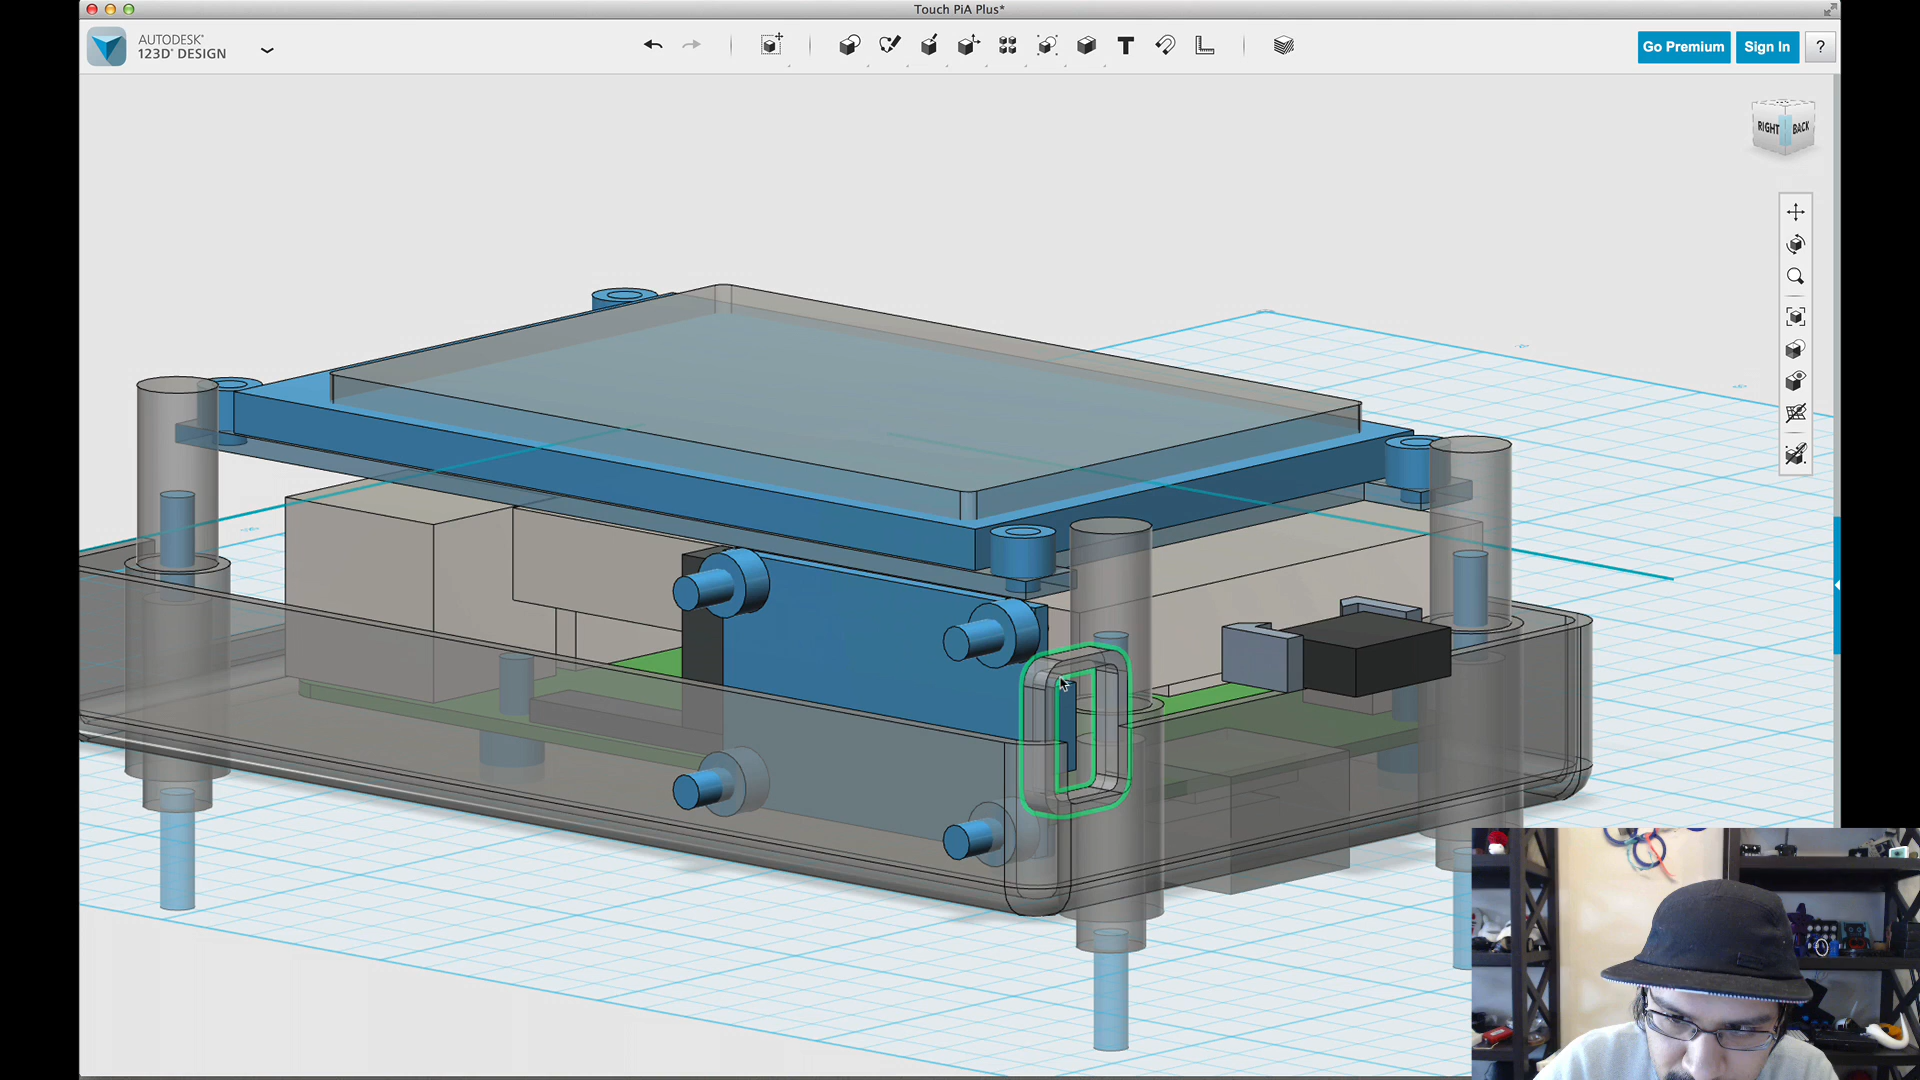 Touch PiA Plus*
AUTODESK®
123D® DESIGN
T
Go Premium
Sign In
?
RIGHT
BACK